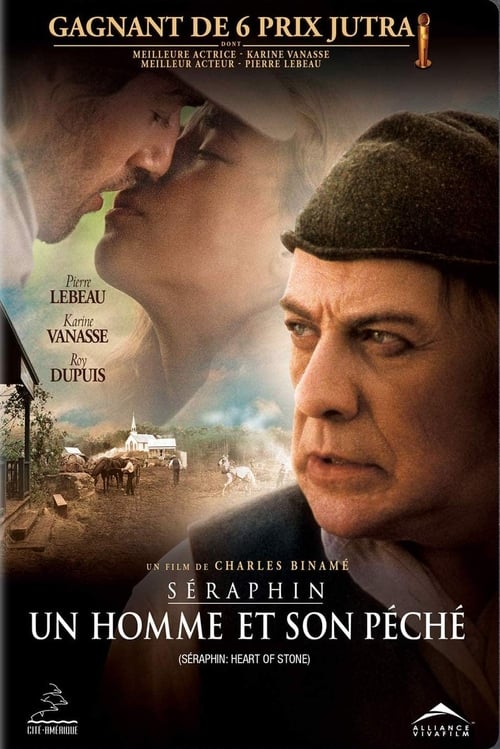 GAGNANT DE 6 PRIX JUTRA
DONT
MEILLEURE ACTRICE - KARINE VANASSE
MEILLEUR ACTEUR - PIERRE LEBEAU
Pierre
LEBEAU
Karine
VANASSE
Roy
DUPUIS
UN FILM DE CHARLES BINAMÉ
SÉRAPHIN
UN HOMME ET SON PÉCHÉ
(SÉRAPHIN: HEART OF STONE)
CITÉ-AMÉRIQUE
ALLIANCE
VIVAFILM